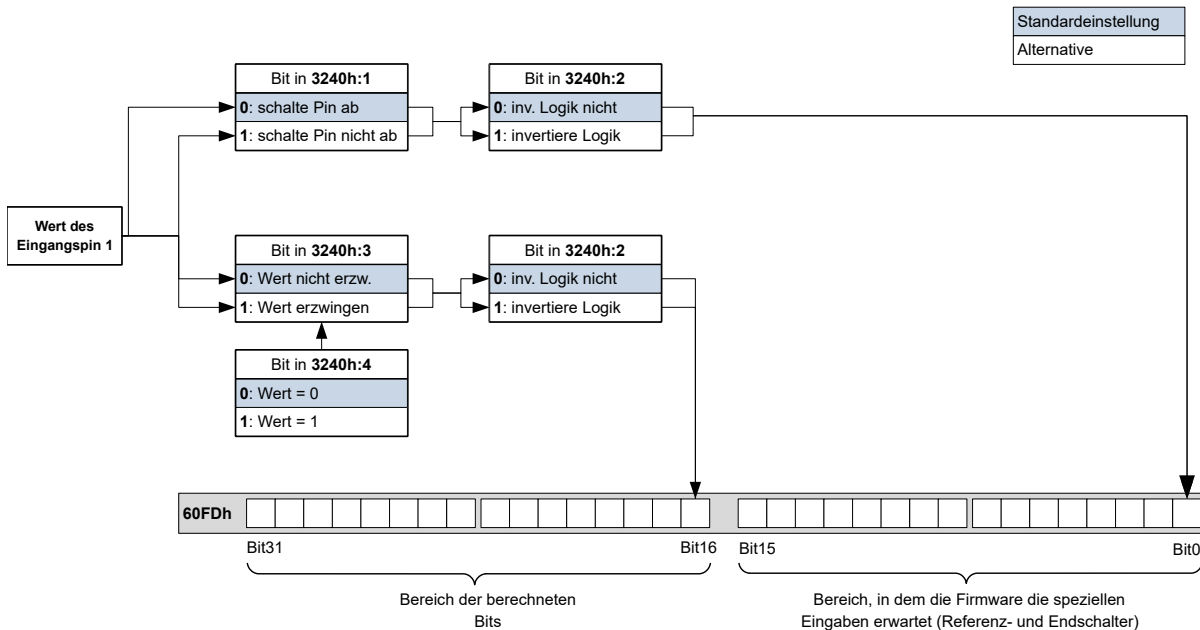 Standardeinstellung
Alternative
Bit in 3240h:1
0: schalte Pin ab
1: schalte Pin nicht ab
Bit in 3240h:2
0: inv. Logik nicht
1: invertiere Logik
Wert des
Eingangspin 1
Bit in 3240h:3
0: Wert nicht erzw.
1: Wert erzwingen
Bit in 3240h:2
0: inv. Logik nicht
1: invertiere Logik
Bit in 3240h:4
0: Wert = 0
1: Wert = 1
60FDh
Bit31
Bit16
Bit15
Bit0
Bereich der berechneten
Bits
Bereich, in dem die Firmware die speziellen
Eingaben erwartet (Referenz- und Endschalter)